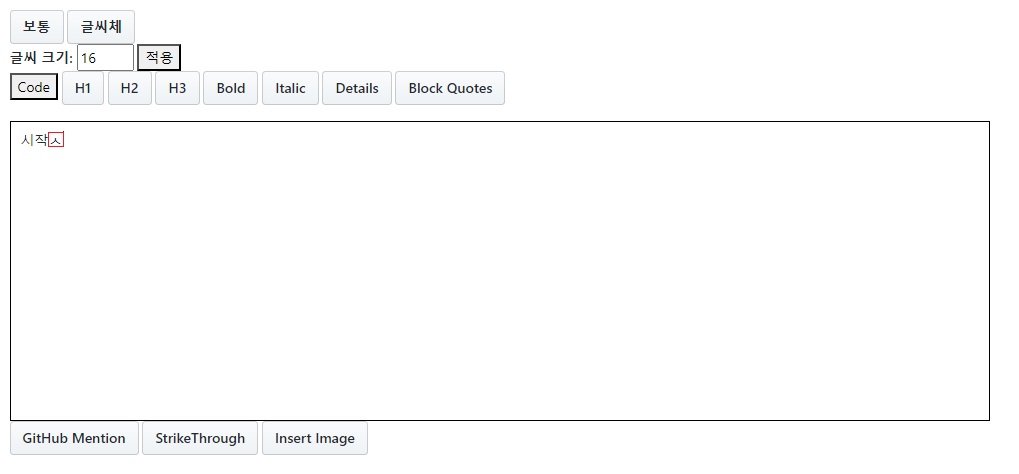 보통 글씨체
글씨 크기: 16 적용
Code H1 H2 H3 Bold Italic Details Block Quotes
시작ㅅ
GitHub Mention StrikeThrough Insert Image